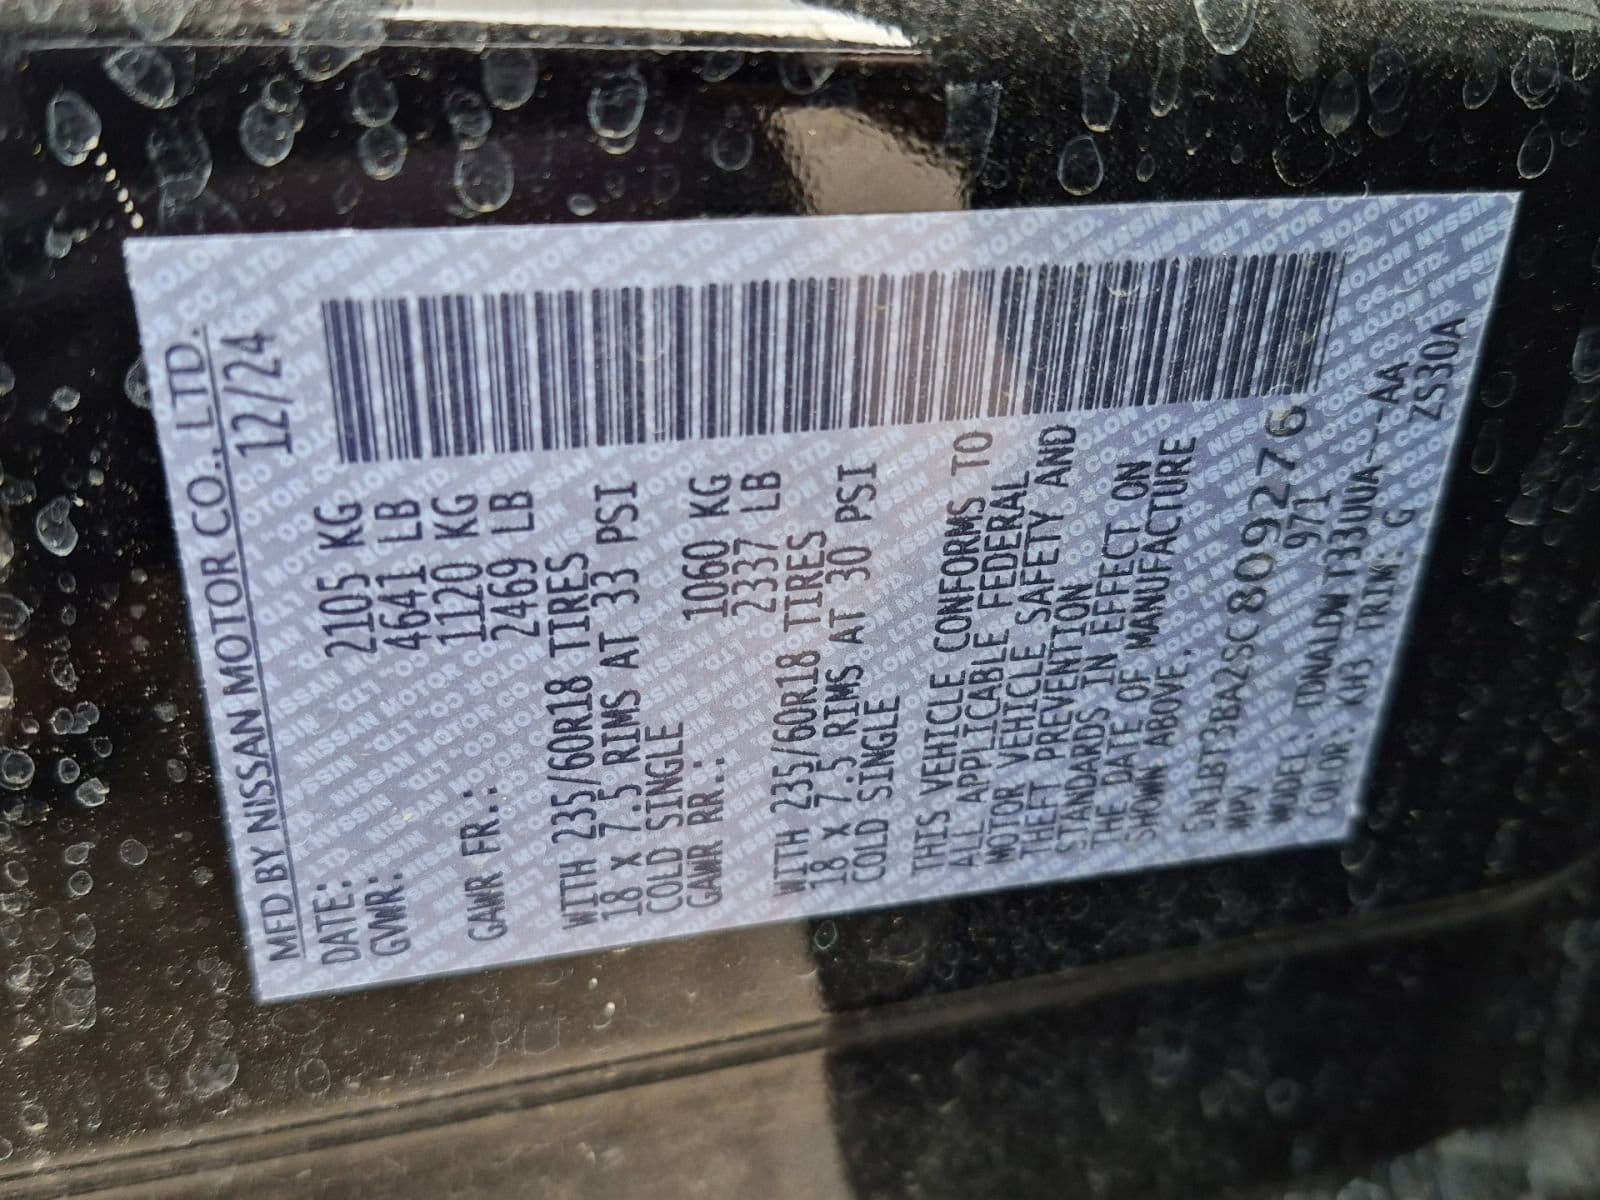 MFD BY NISSAN MOTOR CO., LTD.
DATE: 12/24
GVWR: 2105 KG
4641 LB
GAWR FR.: 1120 KG
2469 LB
WITH 235/60R18 TIRES
18 X 7.5 RIMS AT 33 PSI
COLD SINGLE
GAWR RR.: 1060 KG
2337 LB
WITH 235/60R18 TIRES
18 X 7.5 RIMS AT 30 PSI
COLD SINGLE
THIS VEHICLE CONFORMS TO
ALL APPLICABLE FEDERAL
MOTOR VEHICLE SAFETY AND
THEFT PREVENTION
STANDARDS IN EFFECT ON
THE DATE OF MANUFACTURE
SHOWN ABOVE.
5N1BT3BA2SC809276
MPV 971
MODEL: TDNALDWT33UUA---AA
COLOR: KH3 TRIM: G ZS30A